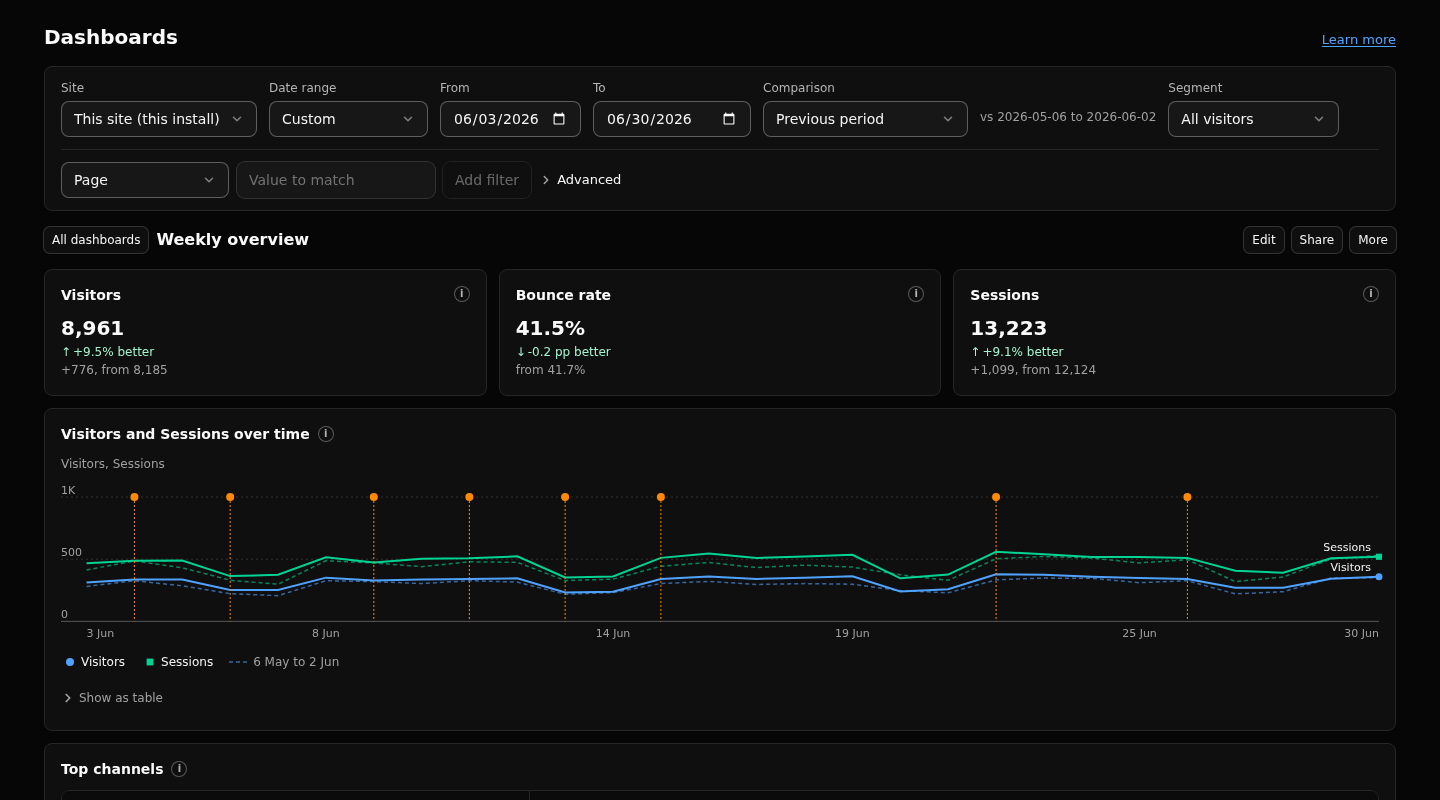 Dashboards
Learn more
Site
Date range
From
To
Comparison
Segment
This site (this install)
Custom
06/03/2026
06/30/2026
Previous period
vs 2026-05-06 to 2026-06-02
All visitors
Page
Value to match
Add filter
Advanced
All dashboards
Weekly overview
Edit
Share
More
Visitors
i
8,961
↑ +9.5% better
+776, from 8,185
Bounce rate
i
41.5%
↓ -0.2 pp better
from 41.7%
Sessions
i
13,223
↑ +9.1% better
+1,099, from 12,124
Visitors and Sessions over time
i
Visitors, Sessions
1K
500
0
Sessions
Visitors
3 Jun
8 Jun
14 Jun
19 Jun
25 Jun
30 Jun
Visitors
Sessions
6 May to 2 Jun
Show as table
Top channels
i